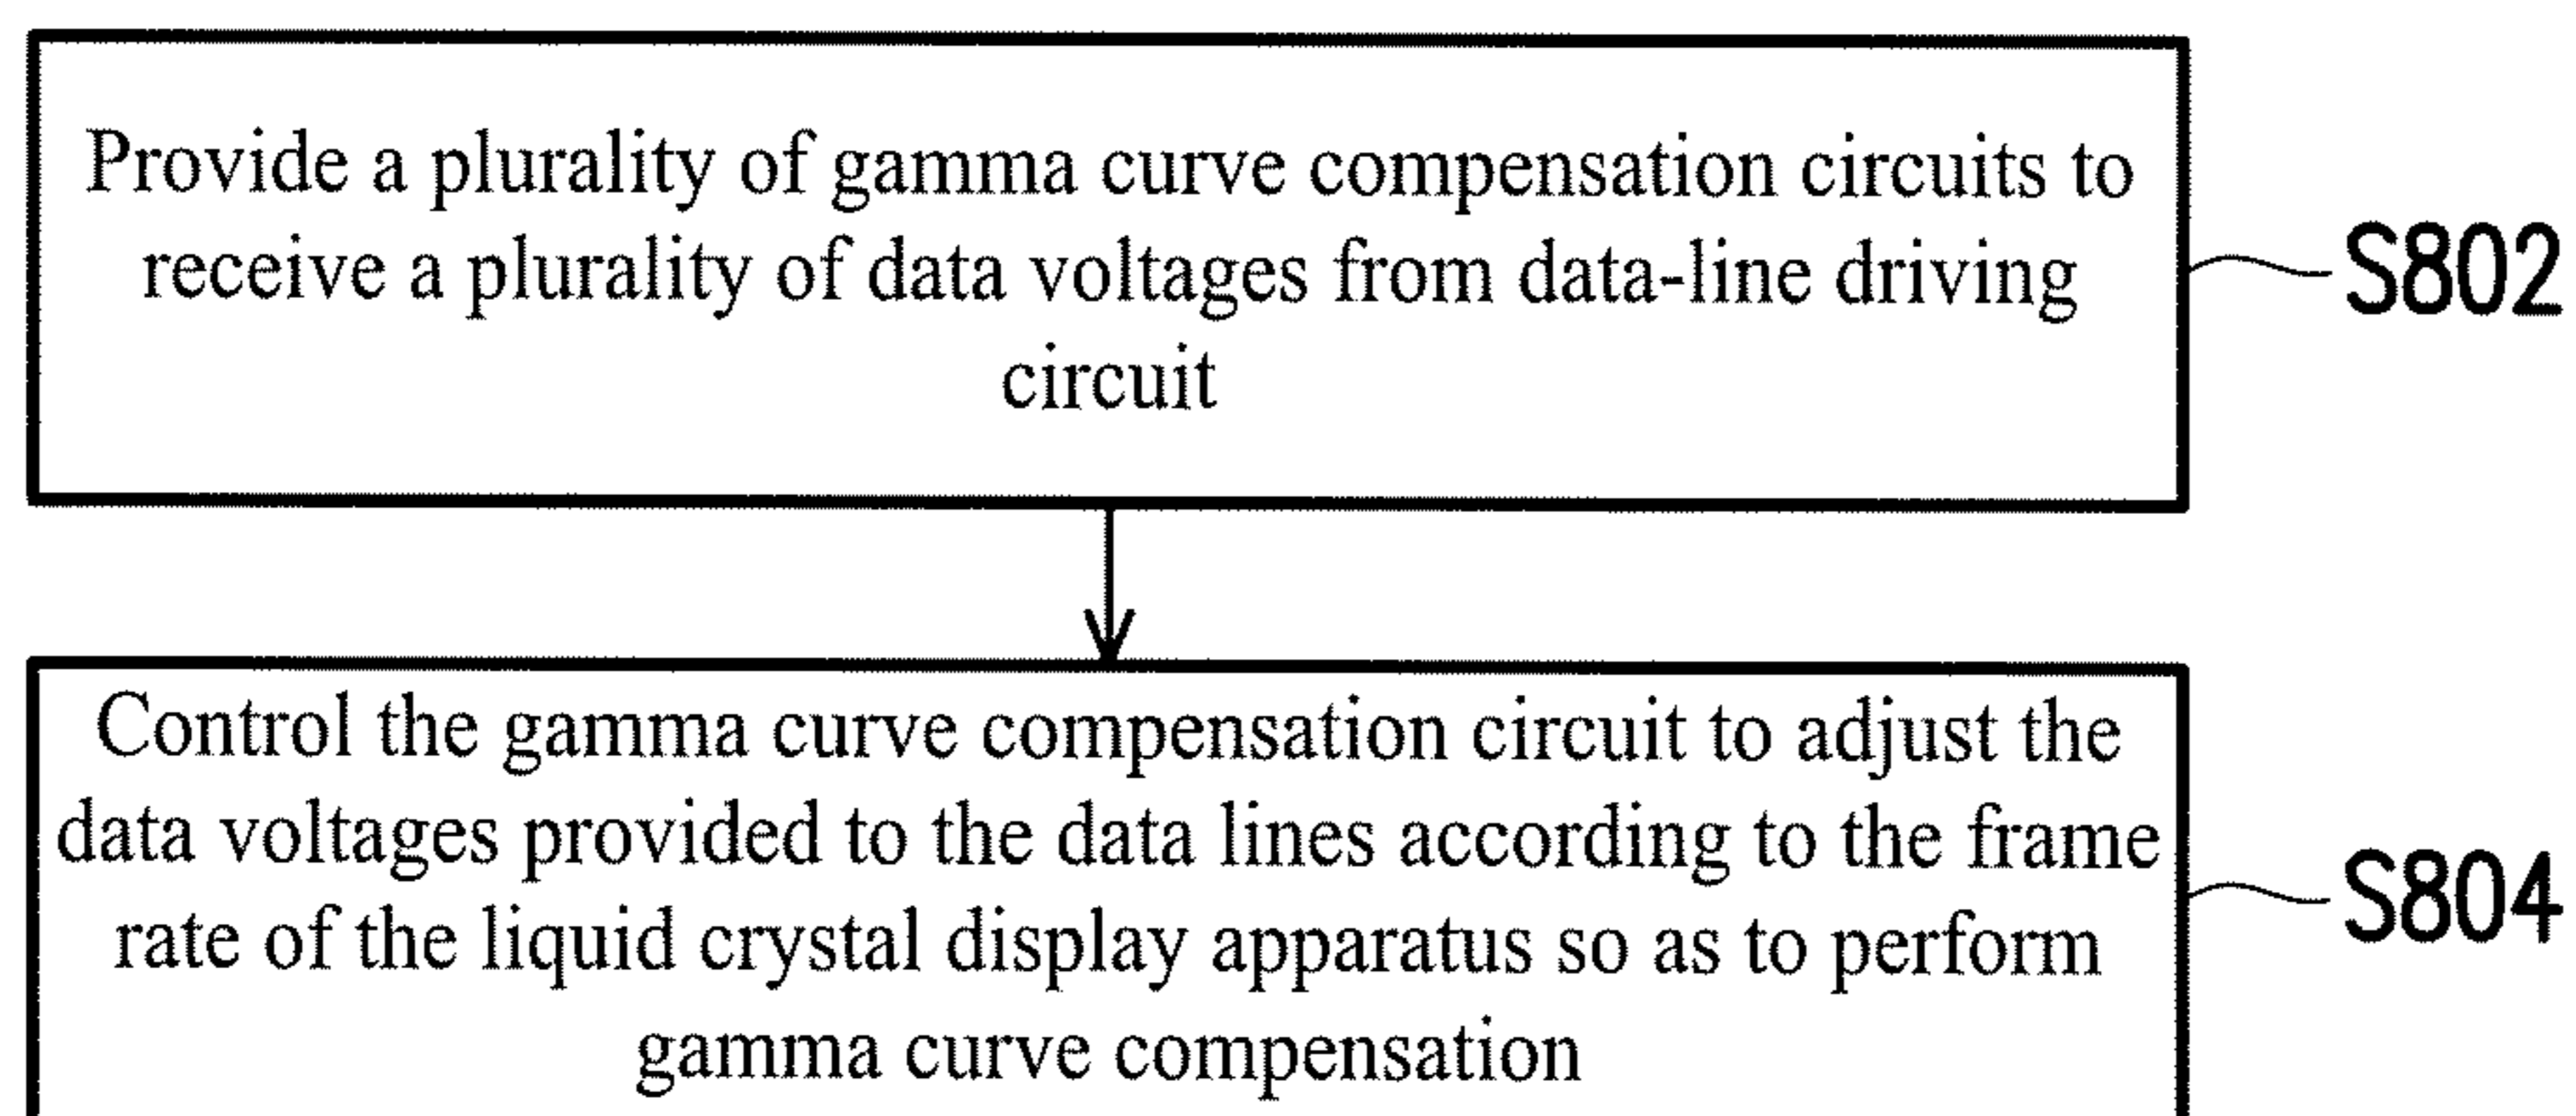 Provide a plurality of gamma curve compensation circuits to
receive a plurality of data voltages from data-line driving
circuit
S802
Control the gamma curve compensation circuit to adjust the
data voltages provided to the data lines according to the frame
rate of the liquid crystal display apparatus so as to perform
gamma curve compensation
S804